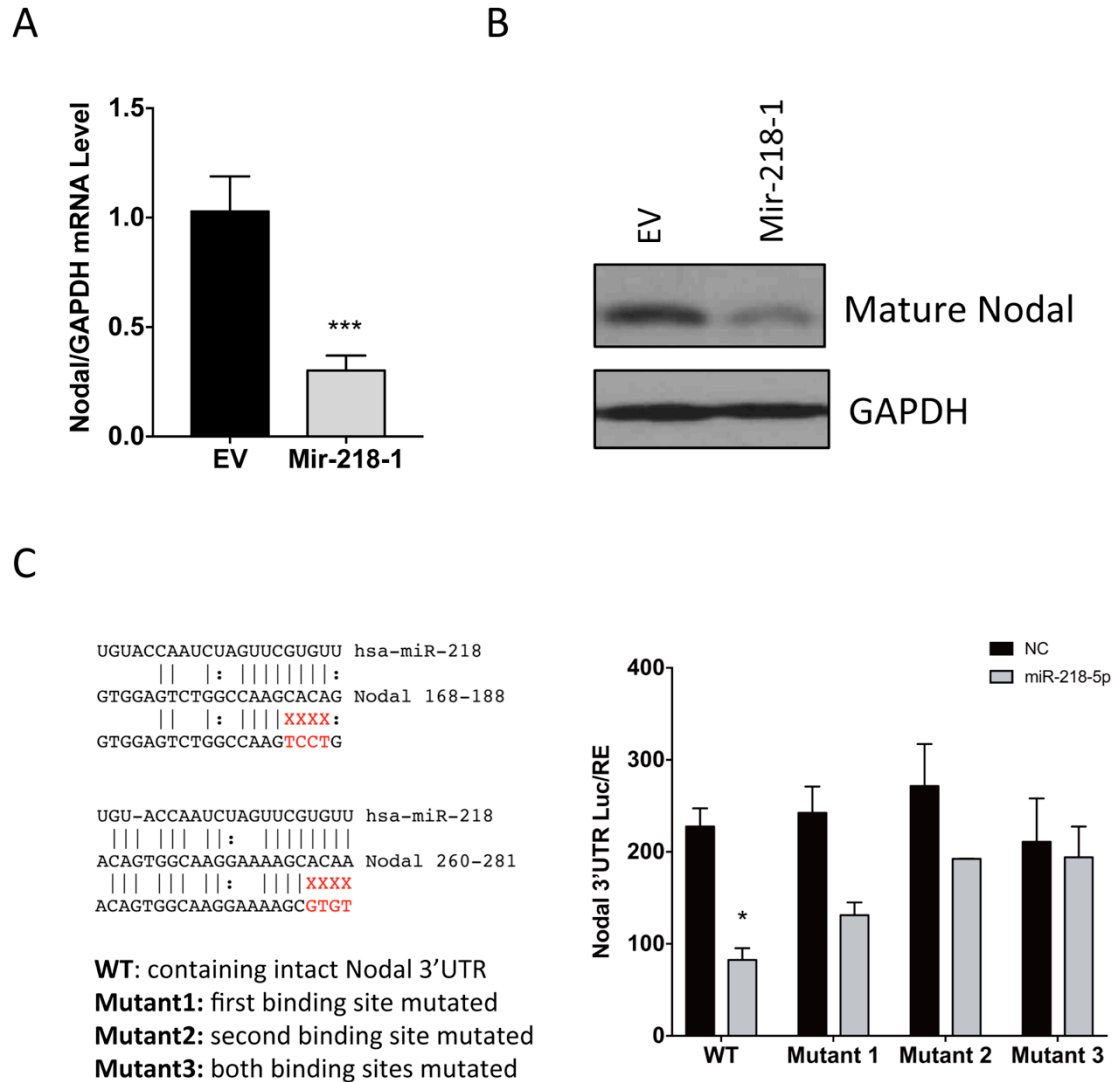 A
B
Nodal/GAPDH mRNA Level
1.5
1.0
0.5
0.0
***
EV
Mir-218-1
EV
Mir-218-1
Mature Nodal
GAPDH
C
UGUACCAAUCUAGUUCGUGUU hsa-miR-218
|| |: |||||||||:
GTGGAGTCTGGCCAAGCACAG Nodal 168-188
|| |: ||||XXXX:
GTGGAGTCTGGCCAAGTCCTG
UGU-ACCAAUCUAGUUCGUGUU hsa-miR-218
||| ||| ||: ||||||||
ACAGTGGCAAGGAAAAGCACAA Nodal 260-281
||| ||| ||: ||||XXXX
ACAGTGGCAAGGAAAAGCGTGT
WT: containing intact Nodal 3’UTR
Mutant1: first binding site mutated
Mutant2: second binding site mutated
Mutant3: both binding sites mutated
NC
miR-218-5p
Nodal 3’UTR Luc/RE
400
300
200
100
0
*
WT
Mutant 1
Mutant 2
Mutant 3